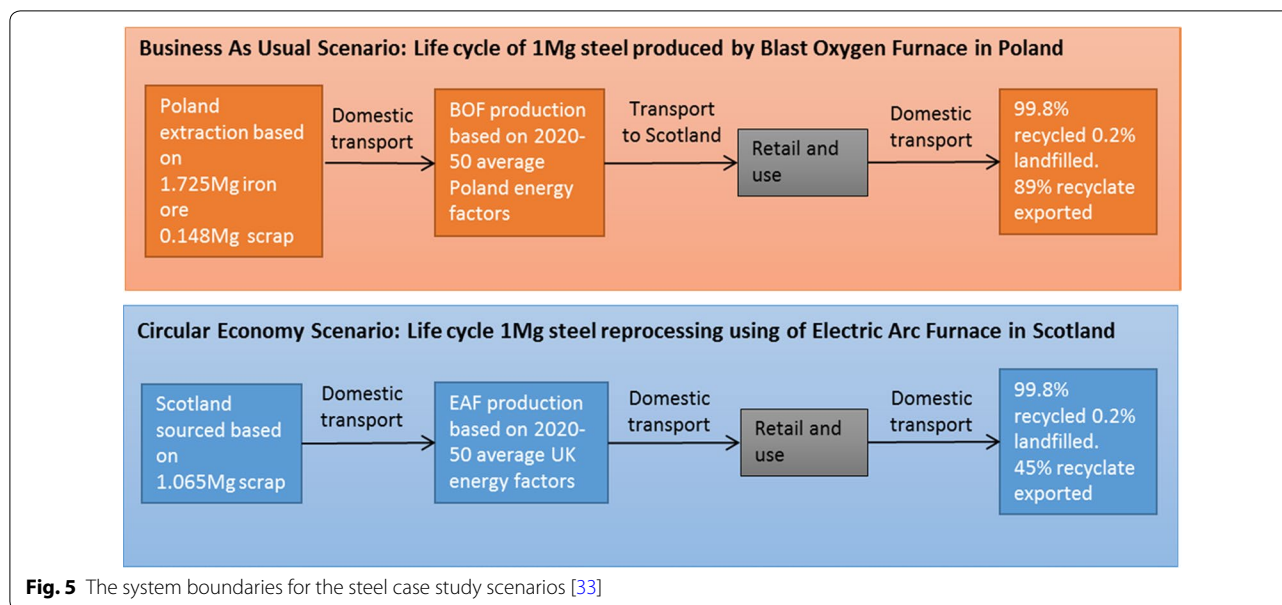 Business As Usual Scenario: Life cycle of 1Mg steel produced by Blast Oxygen Furnace in Poland
Poland
extraction based
on
1.725Mg iron
ore
0.148Mg scrap
Domestic
transport
BOF production
based on 2020-
50 average
Poland energy
factors
Transport
to Scotland
Retail and
use
Domestic
transport
99.8%
recycled 0.2%
landfilled.
89% recyclate
exported
Circular Economy Scenario: Life cycle 1Mg steel reprocessing using of Electric Arc Furnace in Scotland
Scotland
sourced based
on
1.065Mg scrap
Domestic
transport
EAF production
based on 2020-
50 average UK
energy factors
Domestic
transport
Retail and
use
Domestic
transport
99.8%
recycled 0.2%
landfilled.
45% recyclate
exported
Fig. 5 The system boundaries for the steel case study scenarios [33]